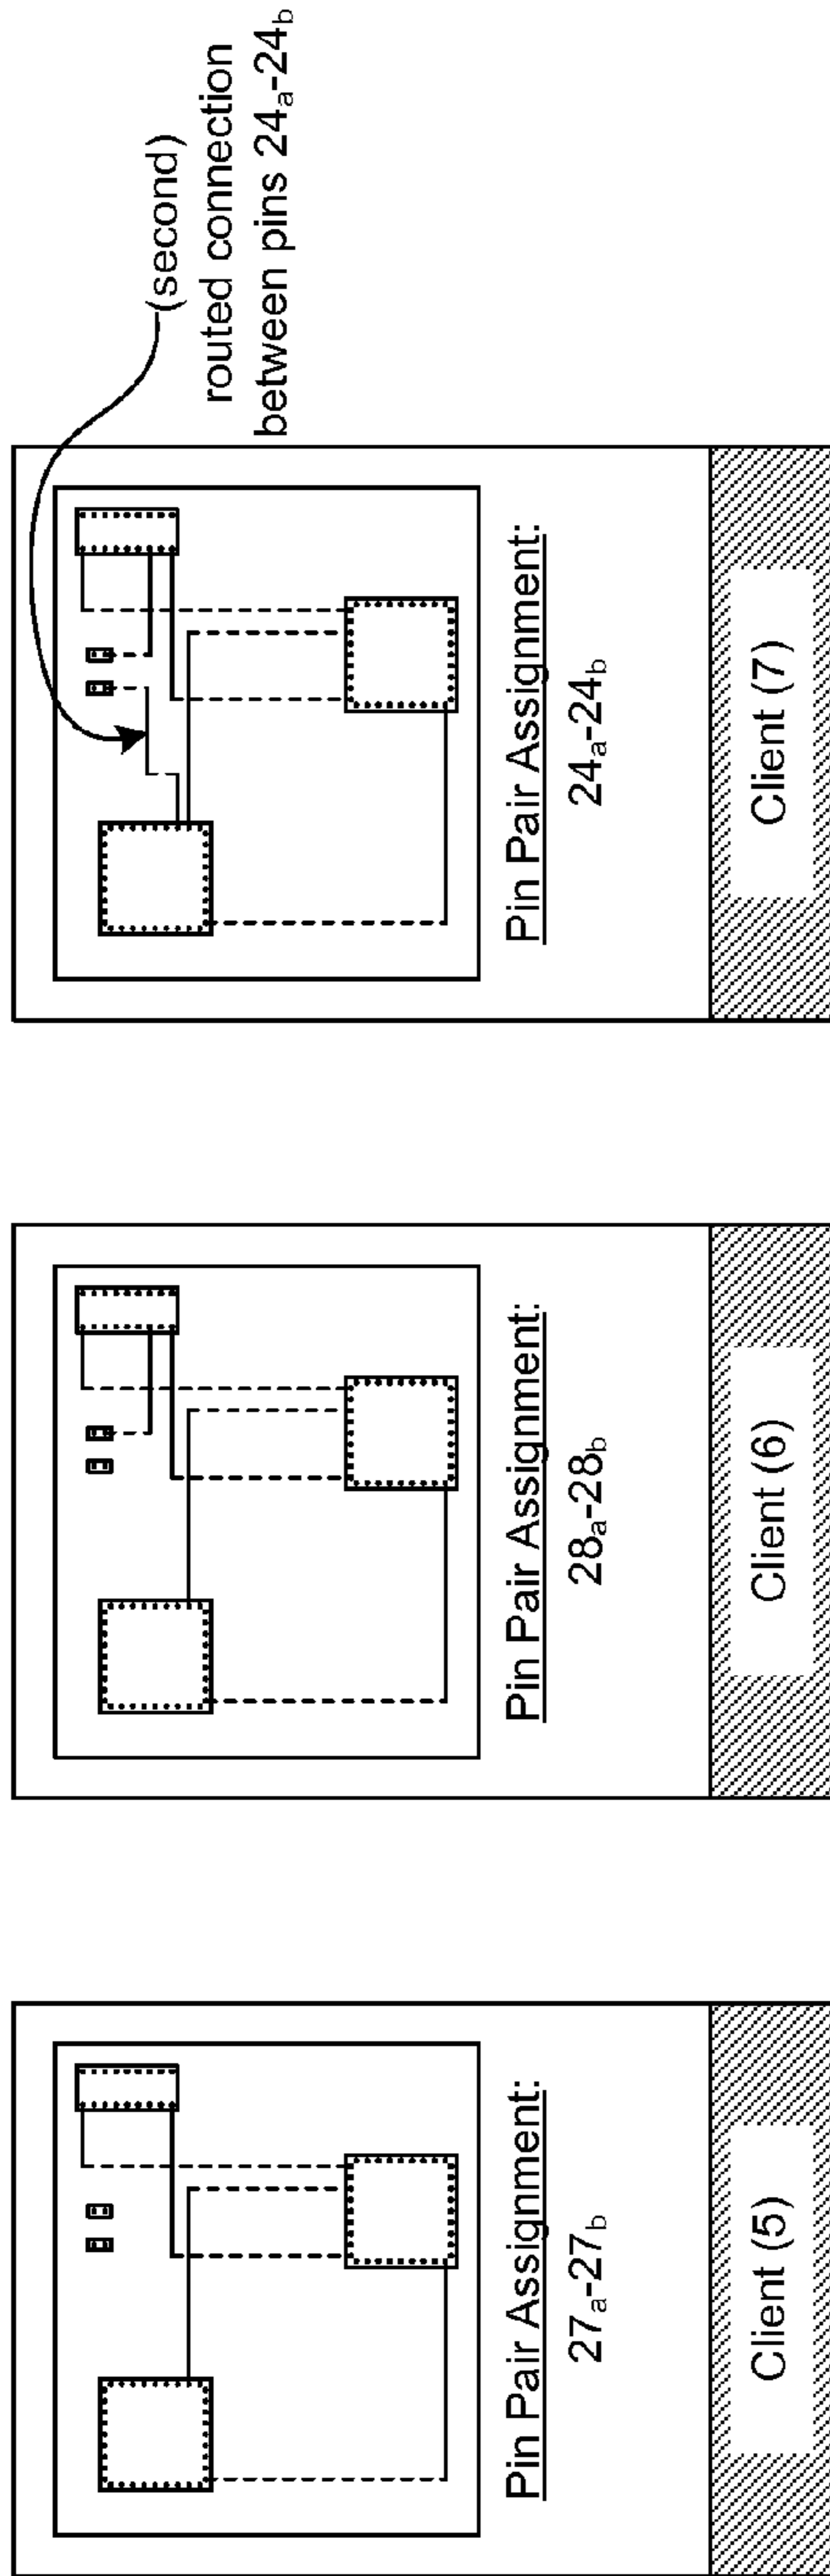 Pin Pair Assignment:
27a-27b
Client (5)
Pin Pair Assignment:
28a-28b
Client (6)
(second)
routed connection
between pins 24a-24b
Pin Pair Assignment:
24a-24b
Client (7)